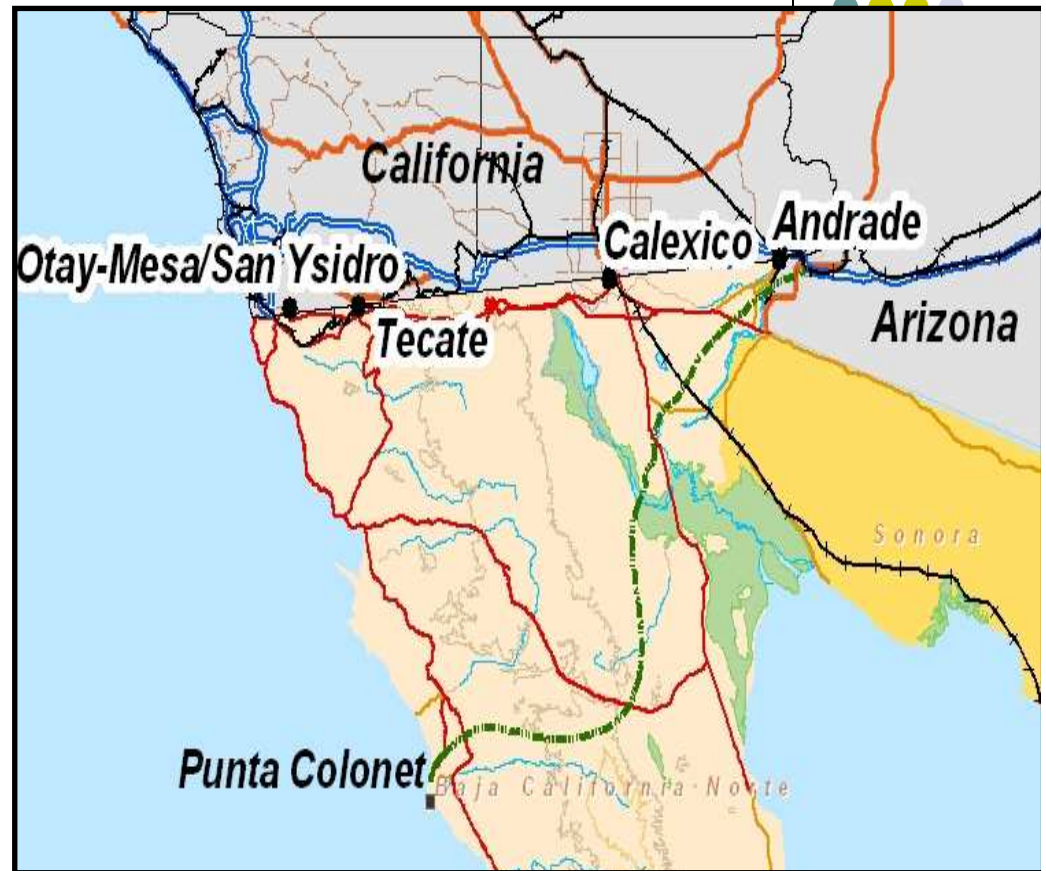 California
Andrade
Calexico
Otay-Mesa/San Ysidro
Arizona
Tecate
Sonora
Punta Colonet
Baja California Norte